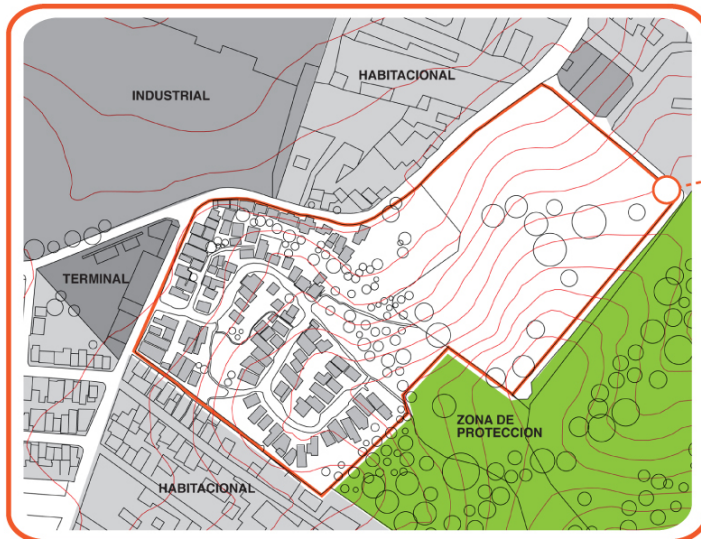 HABITACIONAL
INDUSTRIAL
TERMINAL
ZONA DE
PROTECCION
HABITACIONAL